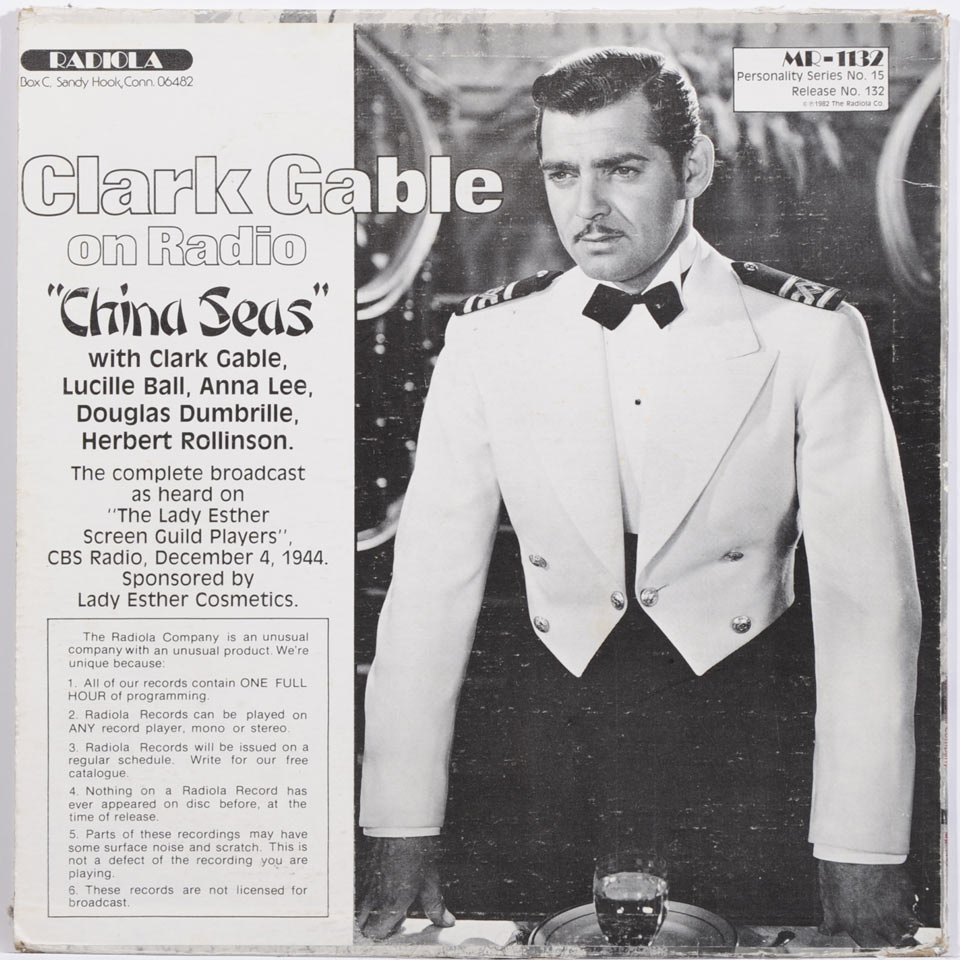 RADIOLA
Box C, Sandy Hook, Conn. 06482
MR-1132
Personality Series No. 15
Release No. 132
©℗1982 The Radiola Co.
Clark Gable
on Radio
"China Seas"
with Clark Gable,
Lucille Ball, Anna Lee,
Douglas Dumbrille,
Herbert Rollinson.
The complete broadcast
as heard on
"The Lady Esther
Screen Guild Players",
CBS Radio, December 4, 1944.
Sponsored by
Lady Esther Cosmetics.
The Radiola Company is an unusual
company with an unusual product. We're
unique because:
1. All of our records contain ONE FULL
HOUR of programming.
2. Radiola Records can be played on
ANY record player, mono or stereo.
3. Radiola Records will be issued on a
regular schedule. Write for our free
catalogue.
4. Nothing on a Radiola Record has
ever appeared on disc before, at the
time of release.
5. Parts of these recordings may have
some surface noise and scratch. This is
not a defect of the recording you are
playing.
6. These records are not licensed for
broadcast.